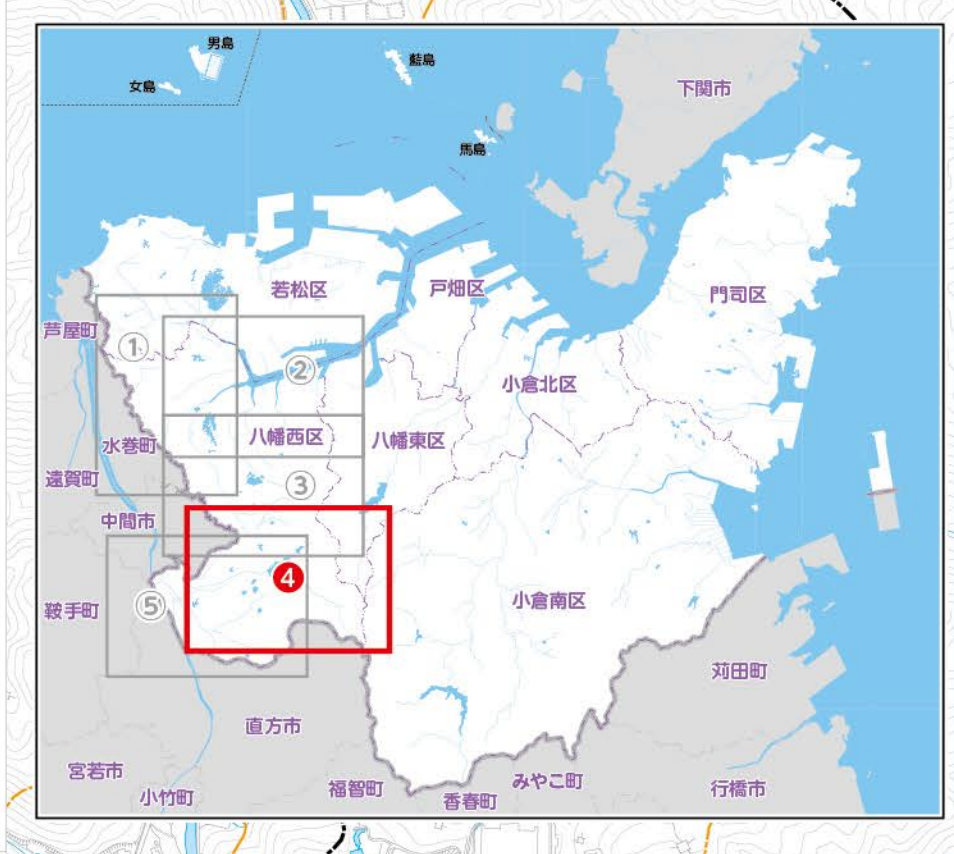 男島
女島
藍島
馬島
下関市
若松区
戸畑区
門司区
芦屋町
①
②
小倉北区
水巻町
八幡西区
八幡東区
遠賀町
③
中間市
④
⑤
鞍手町
小倉南区
苅田町
直方市
宮若市
小竹町
福智町
香春町
みやこ町
行橋市